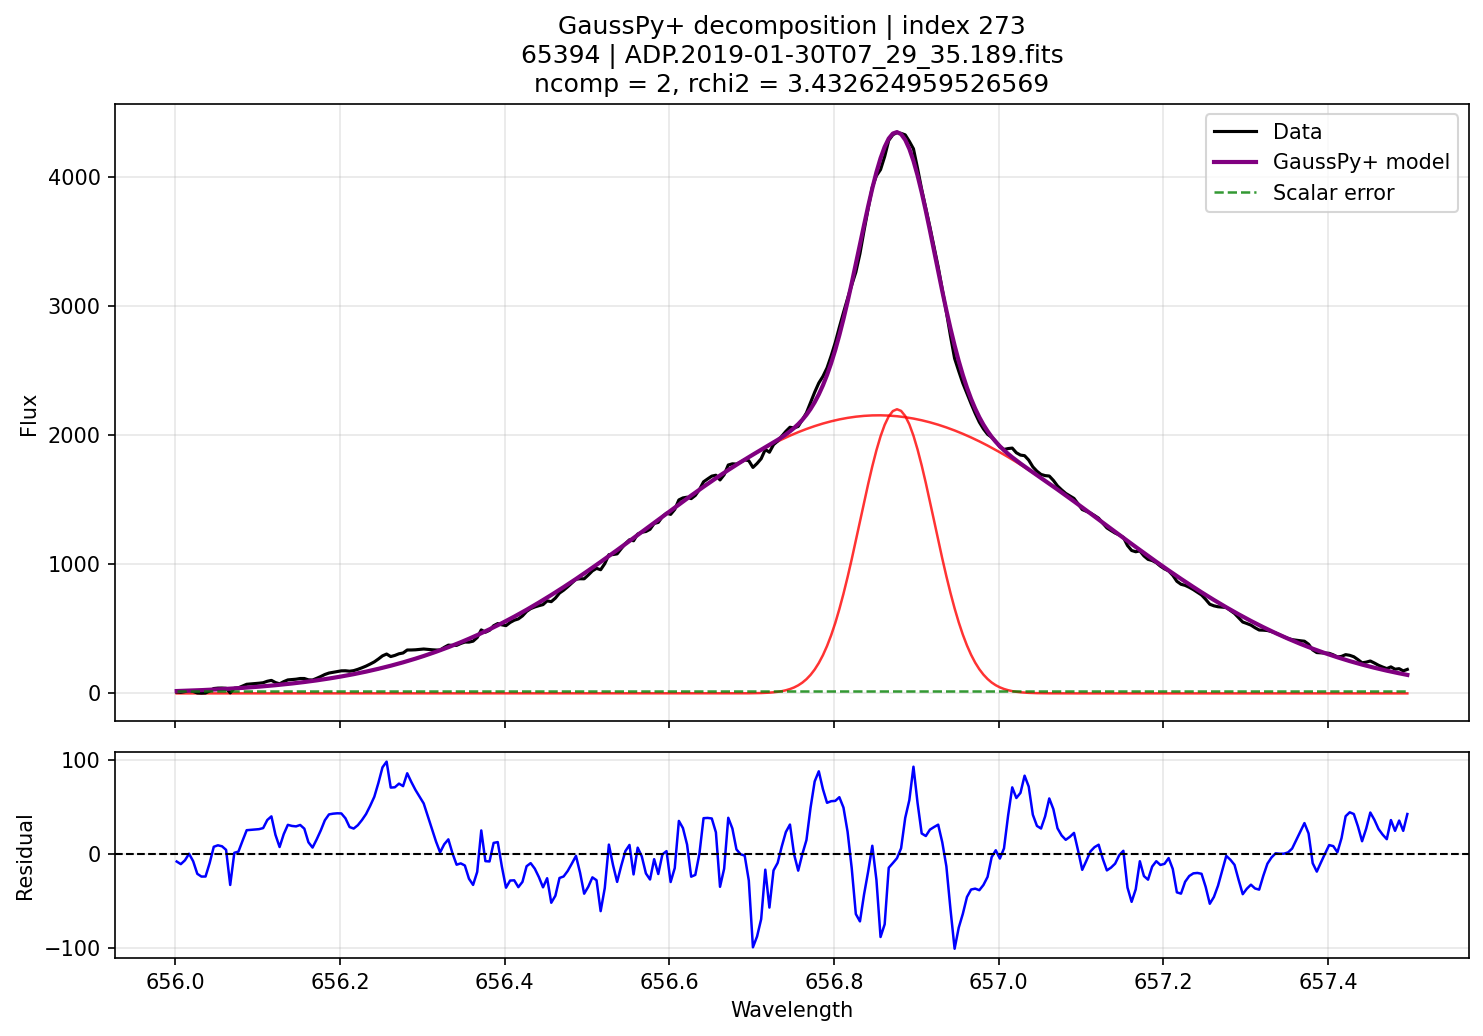 GaussPy+ decomposition | index 273
65394 | ADP.2019-01-30T07_29_35.189.fits
ncomp = 2, rchi2 = 3.432624959526569
Data
GaussPy+ model
Scalar error
Flux
4000
3000
2000
1000
0
Residual
100
0
−100
656.0 656.2 656.4 656.6 656.8 657.0 657.2 657.4
Wavelength